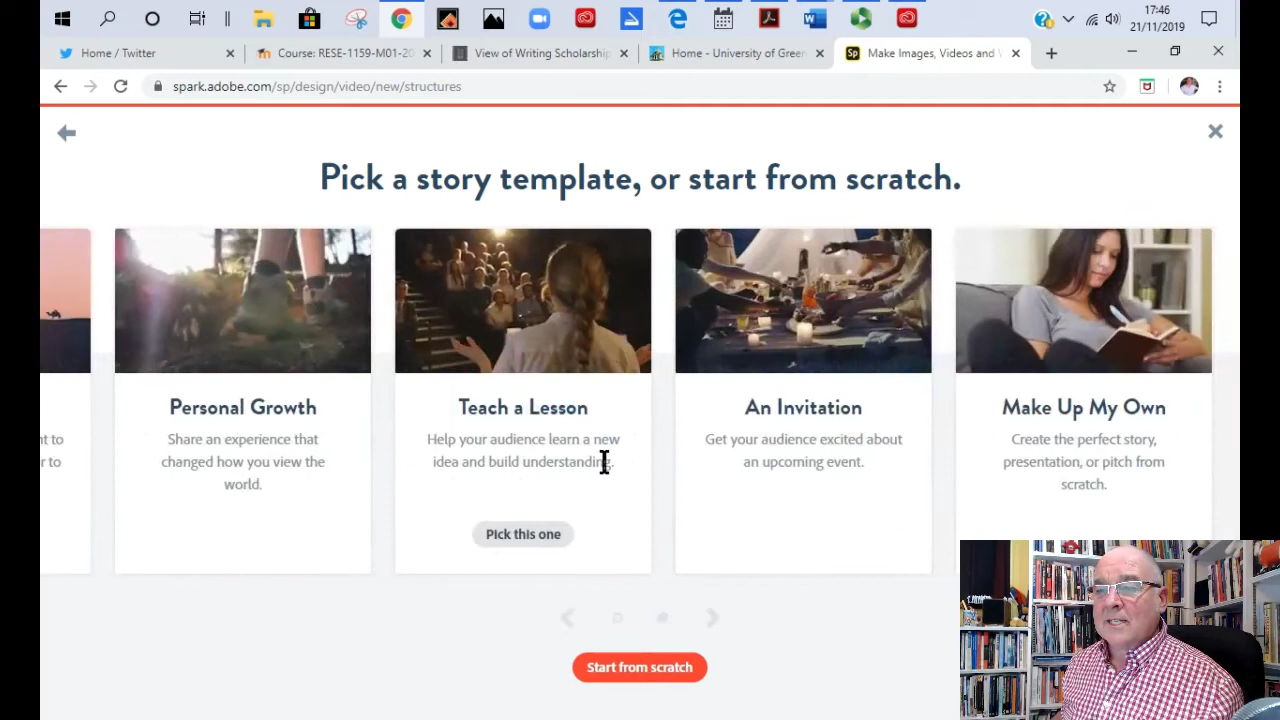 17:46
21/11/2019
Home / Twitter
Course: RESE-1159-M01-20
View of Writing Scholarship
Home - University of Green
Sp Make Images, Videos and V
spark.adobe.com/sp/design/video/new/structures
Pick a story template, or start from scratch.
nt to
r to
Personal Growth
Share an experience that
changed how you view the
world.
Teach a Lesson
Help your audience learn a new
idea and build understanding.
Pick this one
An Invitation
Get your audience excited about
an upcoming event.
Make Up My Own
Create the perfect story,
presentation, or pitch from
scratch.
Start from scratch